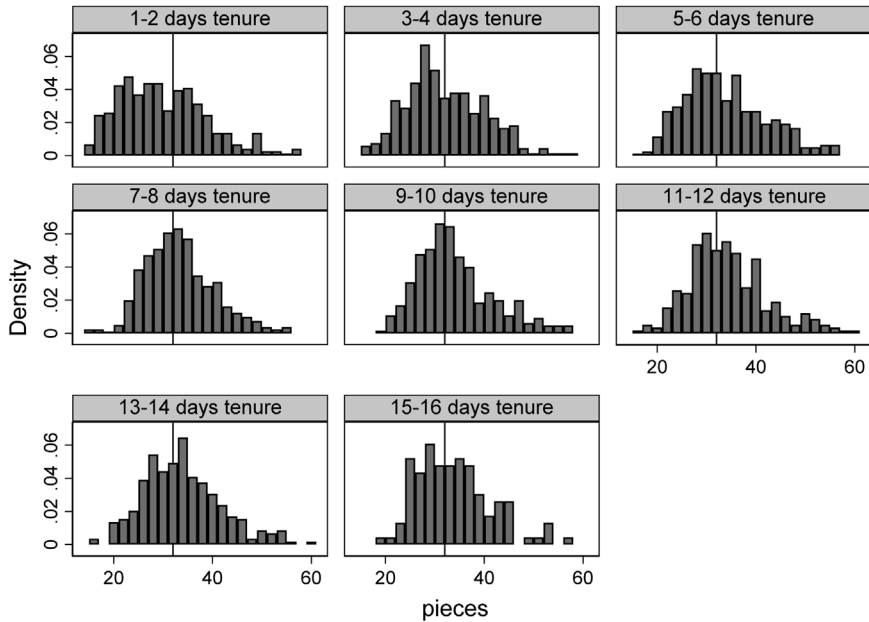 1-2 days tenure
3-4 days tenure
5-6 days tenure
0 .02 .04 .06
7-8 days tenure
9-10 days tenure
11-12 days tenure
0 .02 .04 .06
20 40 60
13-14 days tenure
15-16 days tenure
0 .02 .04 .06
20 40 60
20 40 60
Density
pieces